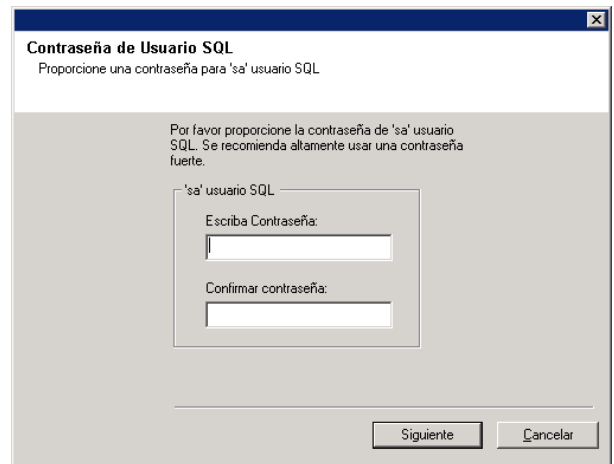 Contraseña de Usuario SQL
Proporcione una contraseña para 'sa' usuario SQL
Por favor proporcione la contraseña de 'sa' usuario
SQL. Se recomienda altamente usar una contraseña
fuerte.
'sa' usuario SQL
Escriba Contraseña:
Confirmar contraseña:
Siguiente
Cancelar